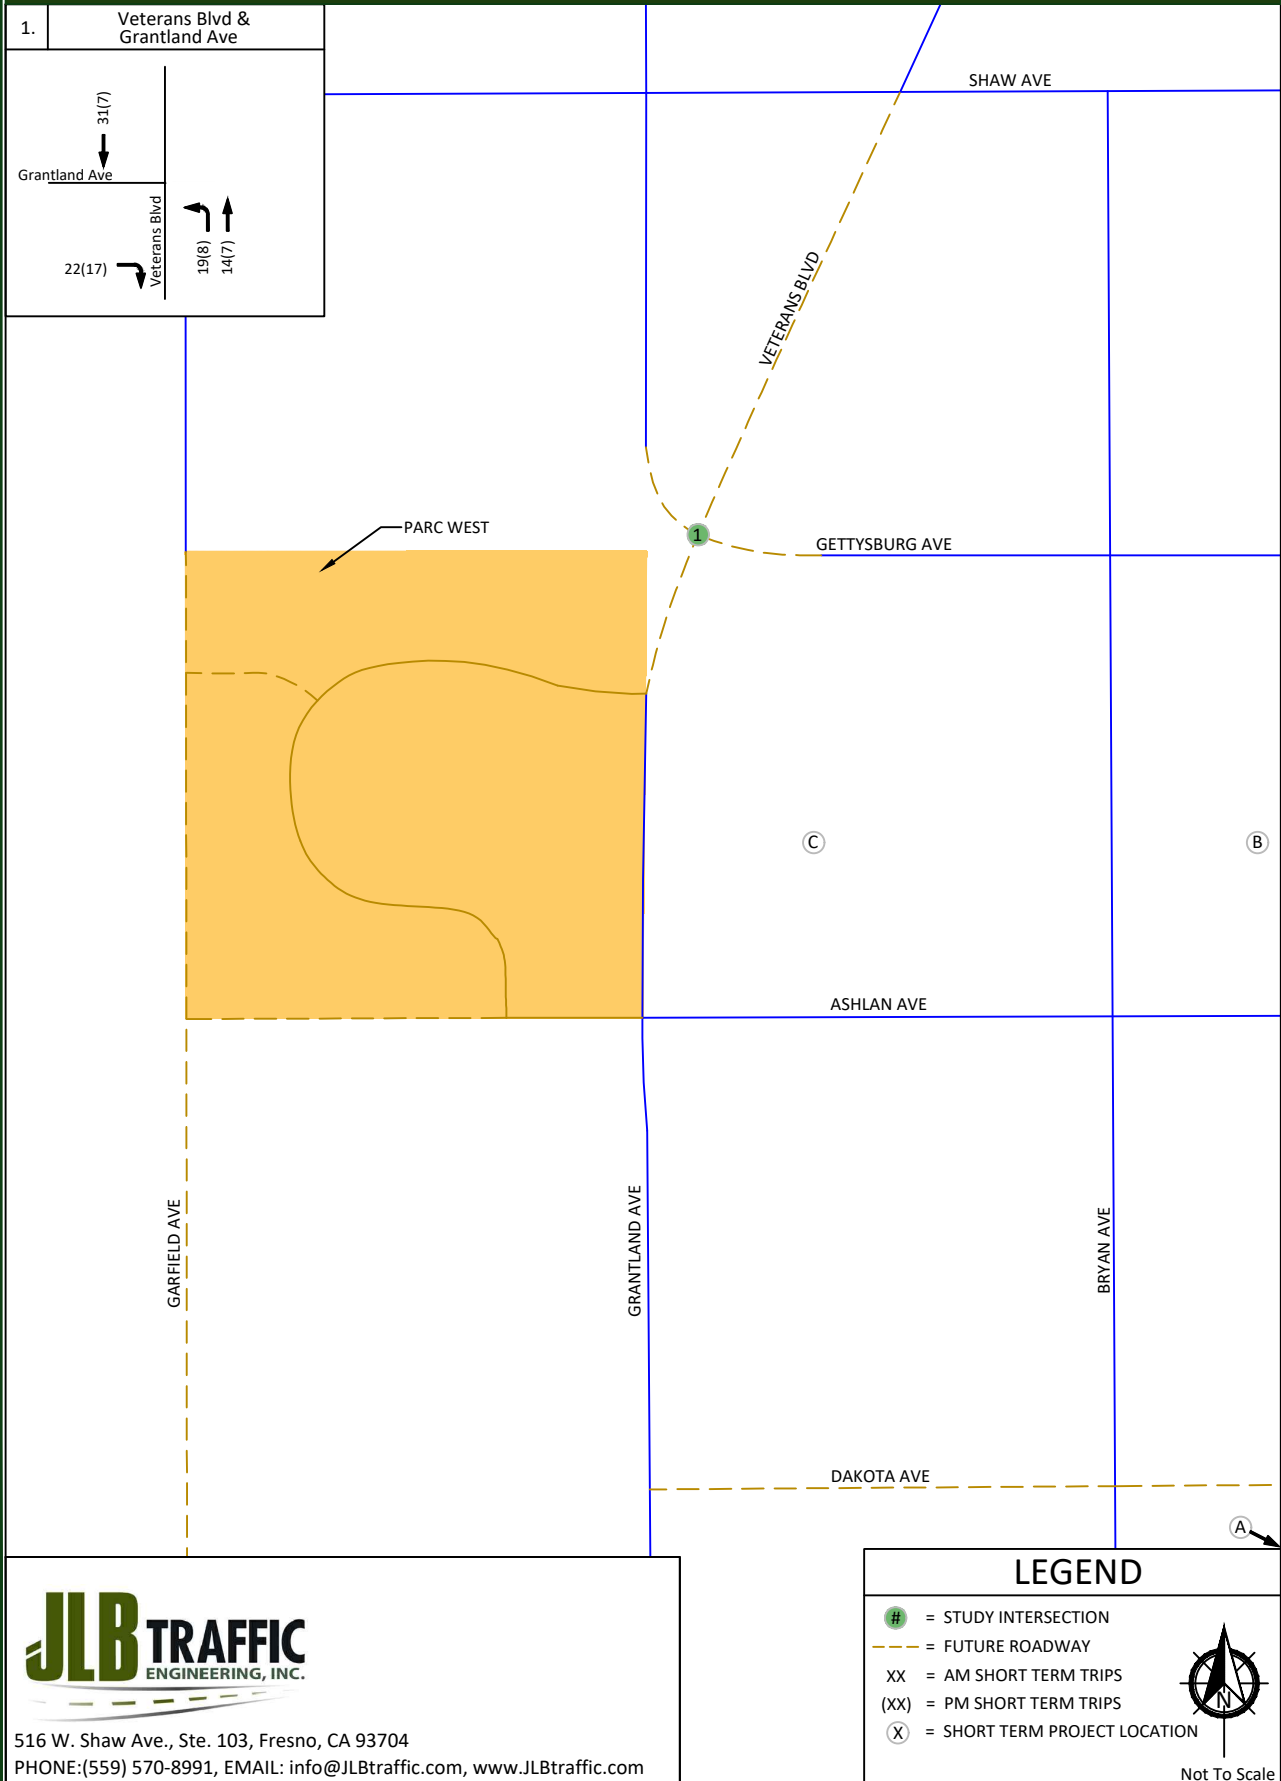 1.
Veterans Blvd &
Grantland Ave
31(7)
Grantland Ave
Veterans Blvd
22(17)
19(8)
14(7)
SHAW AVE
VETERANS BLVD
PARC WEST
1
GETTYSBURG AVE
C
B
ASHLAN AVE
GARFIELD AVE
GRANTLAND AVE
BRYAN AVE
DAKOTA AVE
A
JLB TRAFFIC
ENGINEERING, INC.
516 W. Shaw Ave., Ste. 103, Fresno, CA 93704
PHONE:(559) 570-8991, EMAIL: info@JLBtraffic.com, www.JLBtraffic.com
LEGEND
# = STUDY INTERSECTION
= FUTURE ROADWAY
XX = AM SHORT TERM TRIPS
(XX) = PM SHORT TERM TRIPS
X = SHORT TERM PROJECT LOCATION
N
Not To Scale